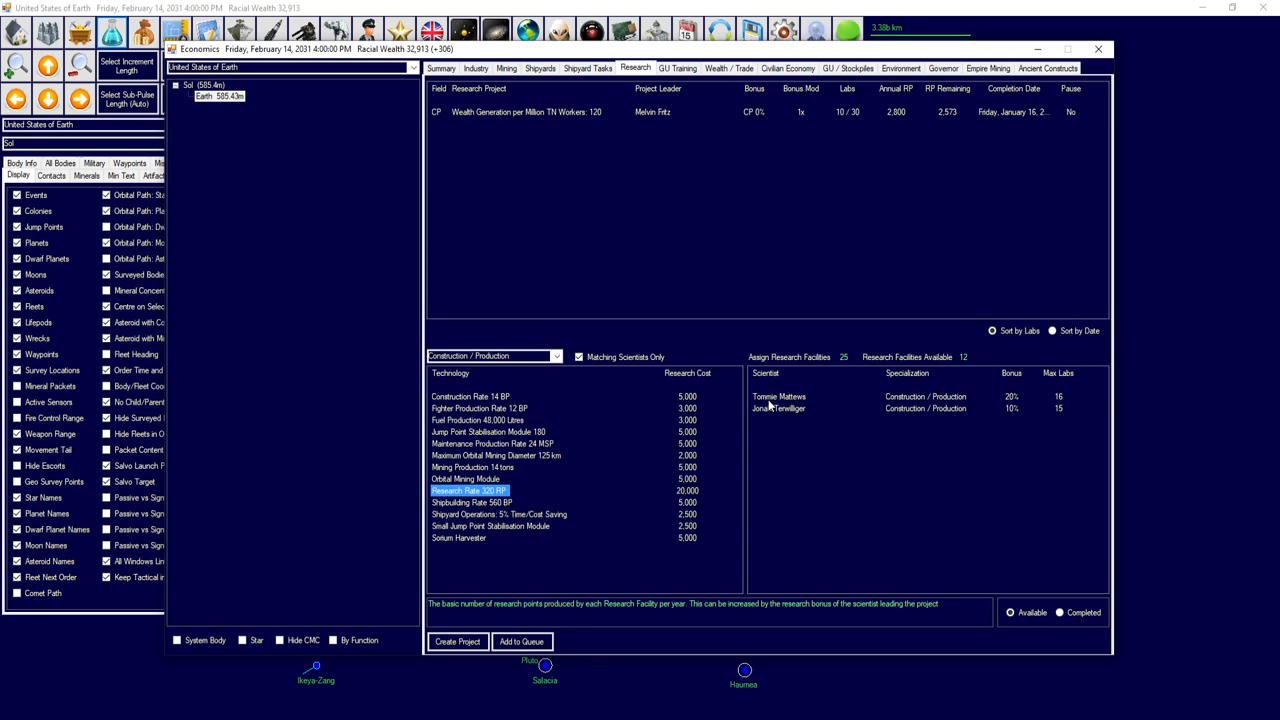 United States of Earth   Friday, February 14, 2031 4:00:00 PM   Racial Wealth 32,913
3.38b km
Economics   Friday, February 14, 2031 4:00:00 PM   Racial Wealth 32,913 (+306)
Select Increment Length
Select Sub-Pulse Length (Auto)
United States of Earth
Sol
Body Info   All Bodies   Military   Waypoints
Display   Contacts   Minerals   Min Text
Events
Colonies
Jump Points
Planets
Dwarf Planets
Moons
Asteroids
Fleets
Lifepods
Wrecks
Waypoints
Survey Locations
Mineral Packets
Active Sensors
Fire Control Range
Weapon Range
Movement Tail
Hide Escorts
Geo Survey Points
Star Names
Planet Names
Dwarf Planet Names
Moon Names
Asteroid Names
Fleet Next Order
Comet Path
Orbital Path: Sta
Orbital Path: Pla
Orbital Path: Dw
Orbital Path: Mo
Orbital Path: Ast
Surveyed Bodie
Mineral Concen
Centre on Selec
Asteroid with Co
Asteroid with Mi
Fleet Heading
Body/Fleet Coo
Order Time and
No Child/Parent
Hide Surveyed
Hide Fleets in O
Packet Content
Salvo Launch P
Salvo Target
Passive vs Sign
Passive vs Sign
Passive vs Sign
Passive vs Sign
All Windows Lin
Keep Tactical in
United States of Earth
Sol (585.4m)
Earth 585.43m
System Body   Star   Hide CMC   By Function
Summary   Industry   Mining   Shipyards   Shipyard Tasks   Research   GU Training   Wealth / Trade   Civilian Economy   GU / Stockpiles   Environment   Governor   Empire Mining   Ancient Constructs
Field   Research Project   Project Leader   Bonus   Bonus Mod   Labs   Annual RP   RP Remaining   Completion Date   Pause
CP   Wealth Generation per Million TN Workers: 120   Melvin Fritz   CP 0%   1x   10 / 30   2,800   2,573   Friday, January 16, 2...   No
Sort by Labs   Sort by Date
Construction / Production   Matching Scientists Only   Assign Research Facilities   25   Research Facilities Available   12
Technology   Research Cost
Construction Rate 14 BP   5,000
Fighter Production Rate 12 BP   3,000
Fuel Production 48,000 Litres   3,000
Jump Point Stabilisation Module 180   5,000
Maintenance Production Rate 24 MSP   5,000
Maximum Orbital Mining Diameter 125 km   2,000
Mining Production 14 tons   5,000
Orbital Mining Module   5,000
Research Rate 320 RP   20,000
Shipbuilding Rate 560 BP   5,000
Shipyard Operations: 5% Time/Cost Saving   2,500
Small Jump Point Stabilisation Module   2,500
Sorium Harvester   5,000
Scientist   Specialization   Bonus   Max Labs
Tommie Mattews   Construction / Production   20%   16
Terwilliger   Construction / Production   10%   15
The basic number of research points produced by each Research Facility per year. This can be increased by the research bonus of the scientist leading the project
Available   Completed
Create Project   Add to Queue
Ikeya-Zang
Pluto
Salacia
Haumea